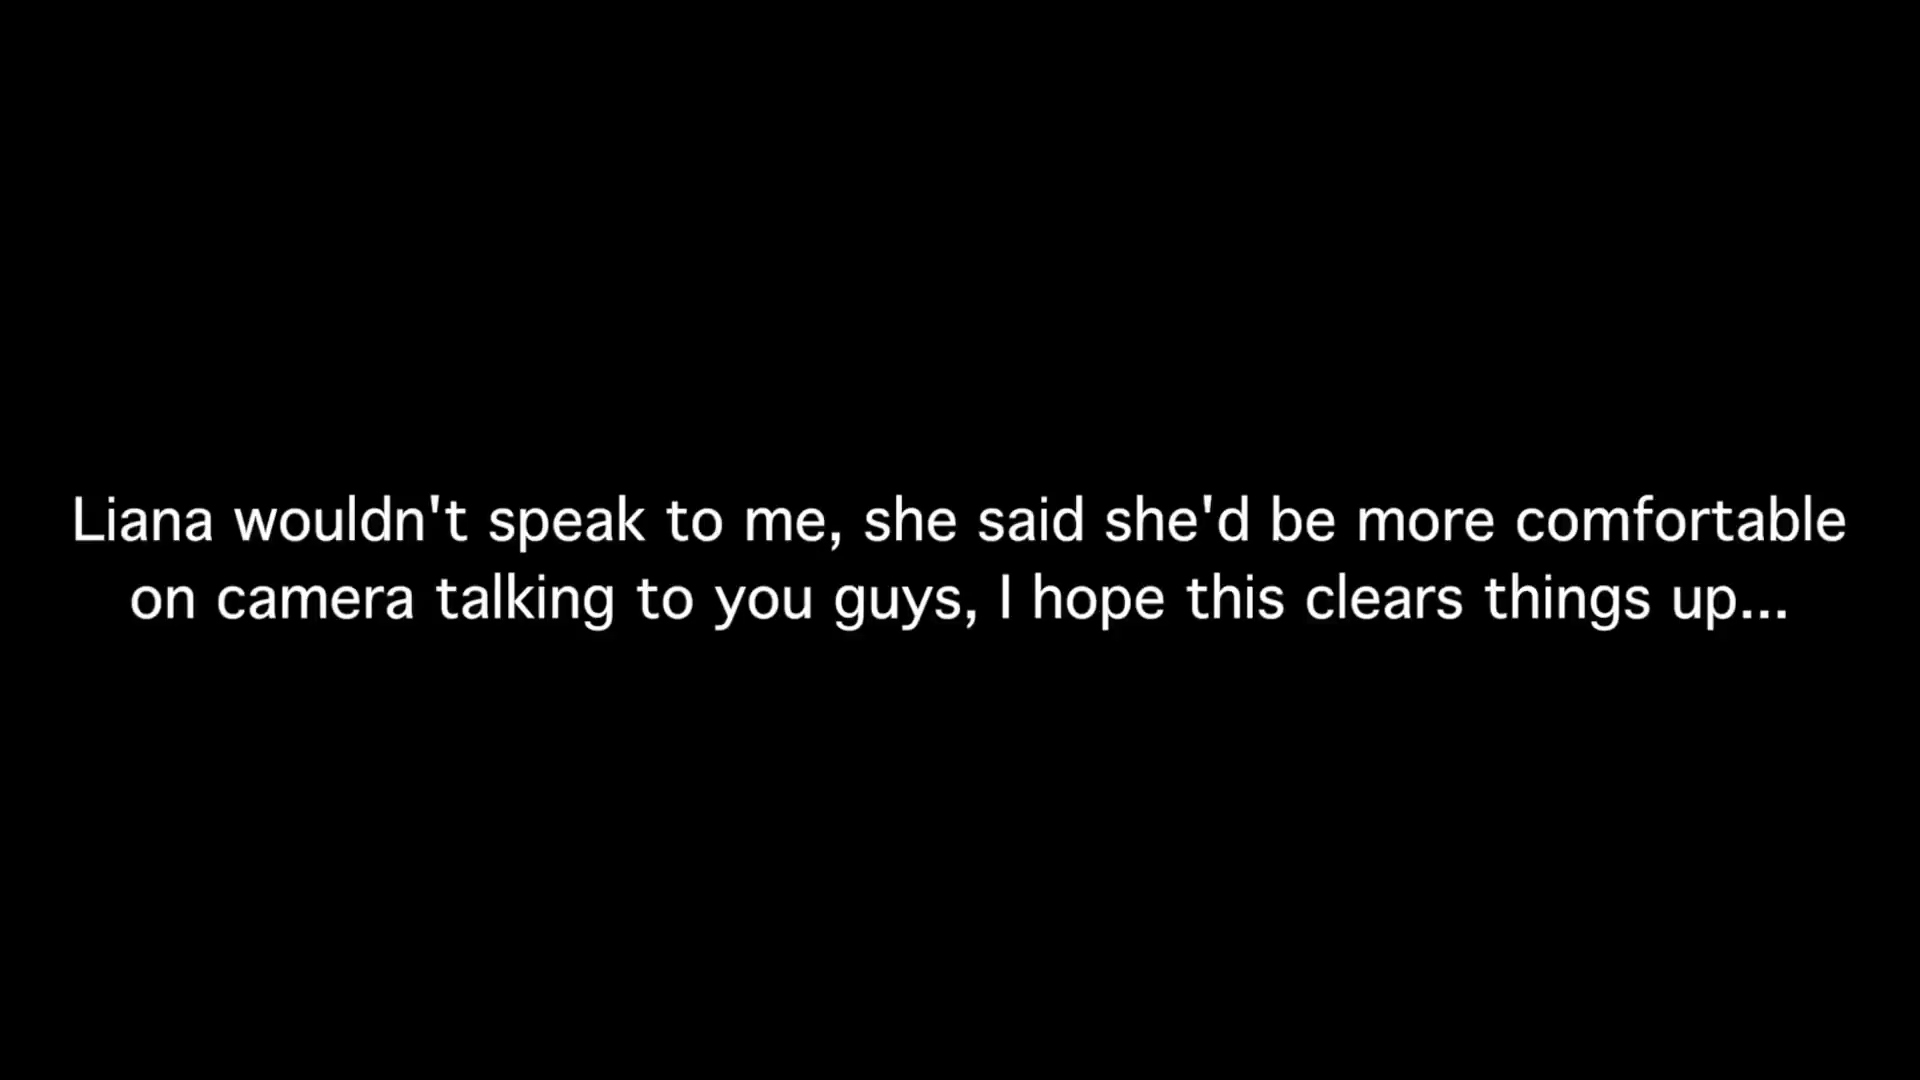 Liana wouldn't speak to me, she said she'd be more comfortable
on camera talking to you guys, I hope this clears things up...